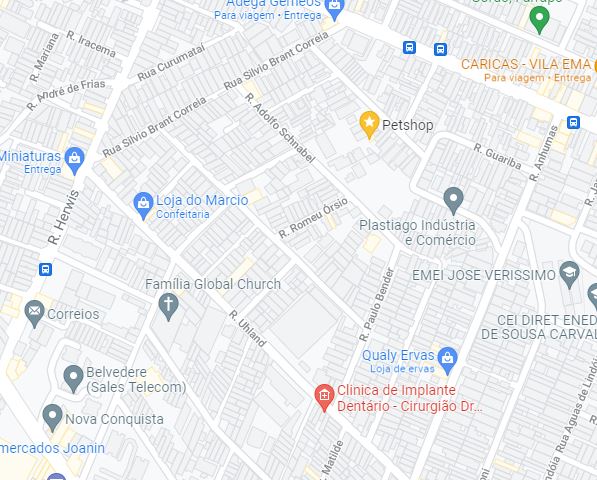 Adega Gemeos
Para viagem • Entrega
R. Iracema
R. Mariana
Rua Curumataí
Rua Silvio Brant Correia
CARICAS - VILA EMA
Para viagem • Entrega
R. André de Frias
R. Adolfo Schnabel
Petshop
Rua Silvio Brant Correia
R. Guariba
R. Anhumas
Miniaturas
Entrega
Loja do Marcio
Confeitaria
R. Herwis
R. Romeu Órsio
Plastiago Indústria
e Comércio
EMEI JOSE VERISSIMO
Família Global Church
R. Paulo Bender
CEI DIRET ENED
DE SOUSA CARVAL
Correios
R. Uhland
Qualy Ervas
Loja de ervas
Belvedere
(Sales Telecom)
Clinica de Implante
Dentário - Cirurgião Dr...
Nova Conquista
Rua Aguas de Lindói
mercados Joanin
Matilde